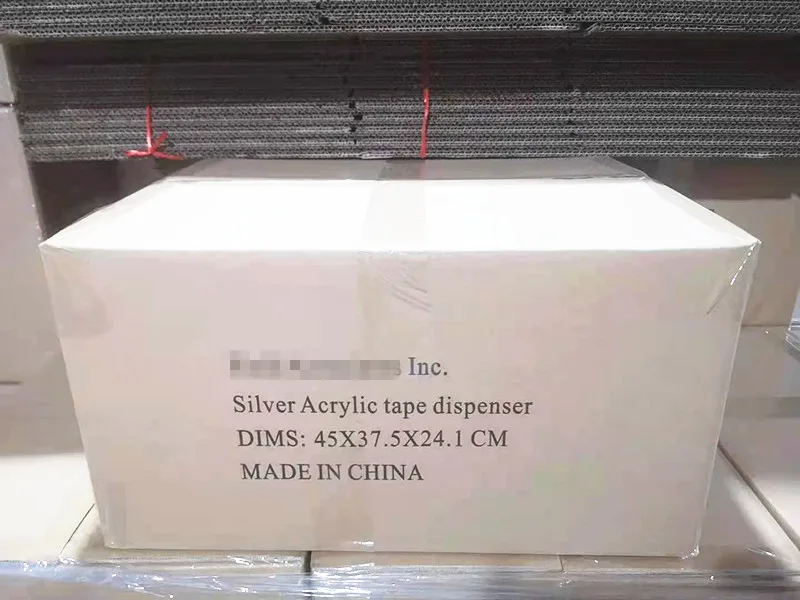 Inc.
Silver Acrylic tape dispenser
DIMS: 45X37.5X24.1 CM
MADE IN CHINA